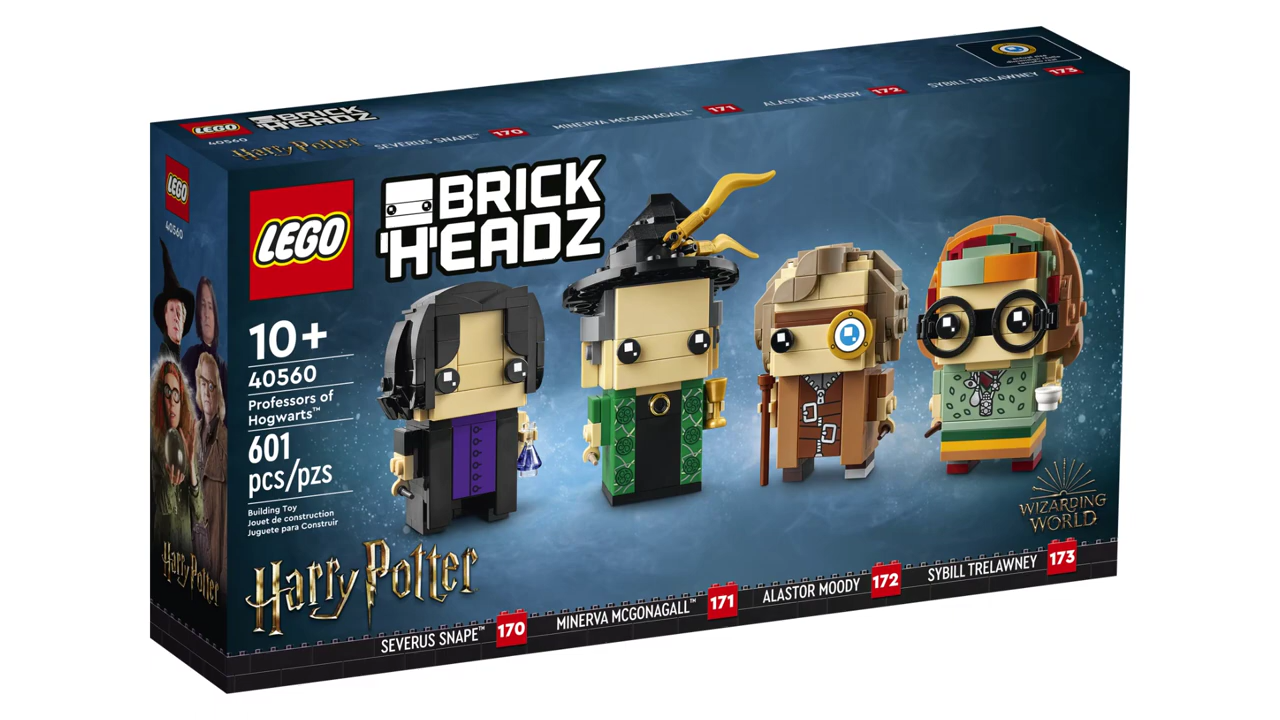 LEGO
BRICK
HEADZ
40560
Harry Potter
SEVERUS SNAPE™ 170
MINERVA MCGONAGALL™ 171
ALASTOR MOODY 172
SYBILL TRELAWNEY 173
LEGO
40560
Harry Potter
LEGO
BRICK
HEADZ
10+
40560
Professors of
Hogwarts™
601
pcs/pzs
Building Toy
Jouet de construction
Juguete para Construir
Harry Potter
WIZARDING
WORLD
SEVERUS SNAPE™ 170
MINERVA MCGONAGALL™ 171
ALASTOR MOODY 172
SYBILL TRELAWNEY 173